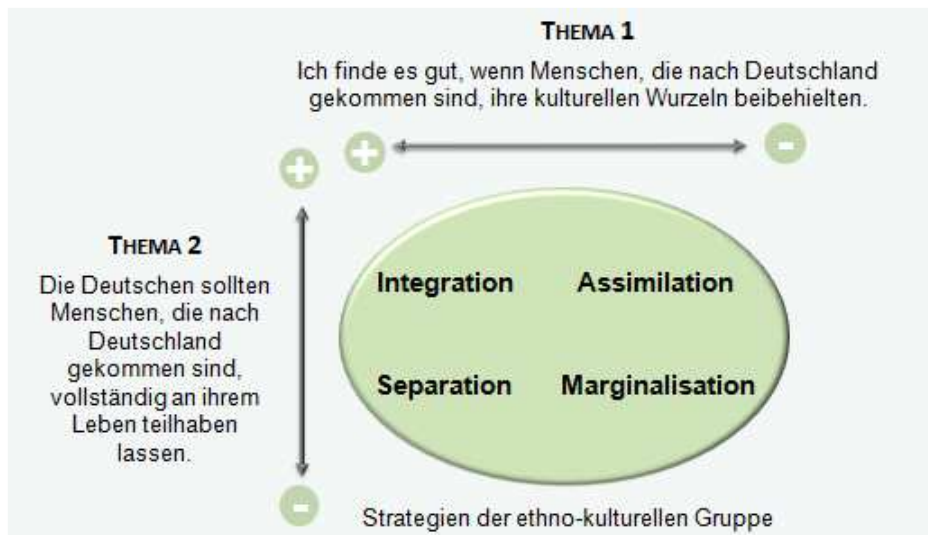 THEMA 1
Ich finde es gut, wenn Menschen, die nach Deutschland
gekommen sind, ihre kulturellen Wurzeln beibehielten.
+ + -
THEMA 2
Die Deutschen sollten
Menschen, die nach
Deutschland
gekommen sind,
vollständig an ihrem
Leben teilhaben
lassen.
Integration Assimilation
Separation Marginalisation
-
Strategien der ethno-kulturellen Gruppe